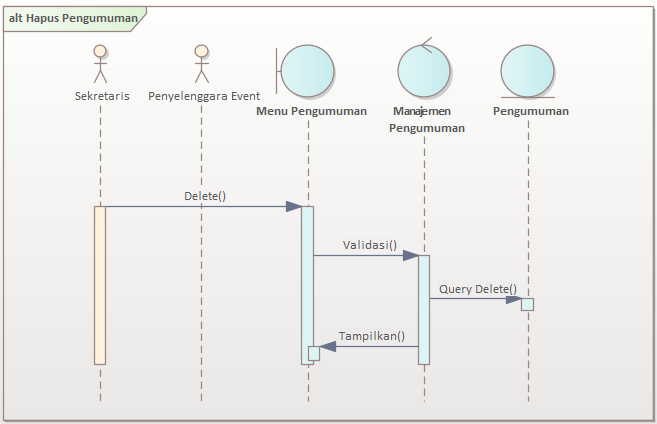 alt Hapus Pengumuman
Sekretaris
Penyelenggara Event
Menu Pengumuman
Manajemen
Pengumuman
Pengumuman
Delete()
Validasi()
Query Delete()
Tampilkan()